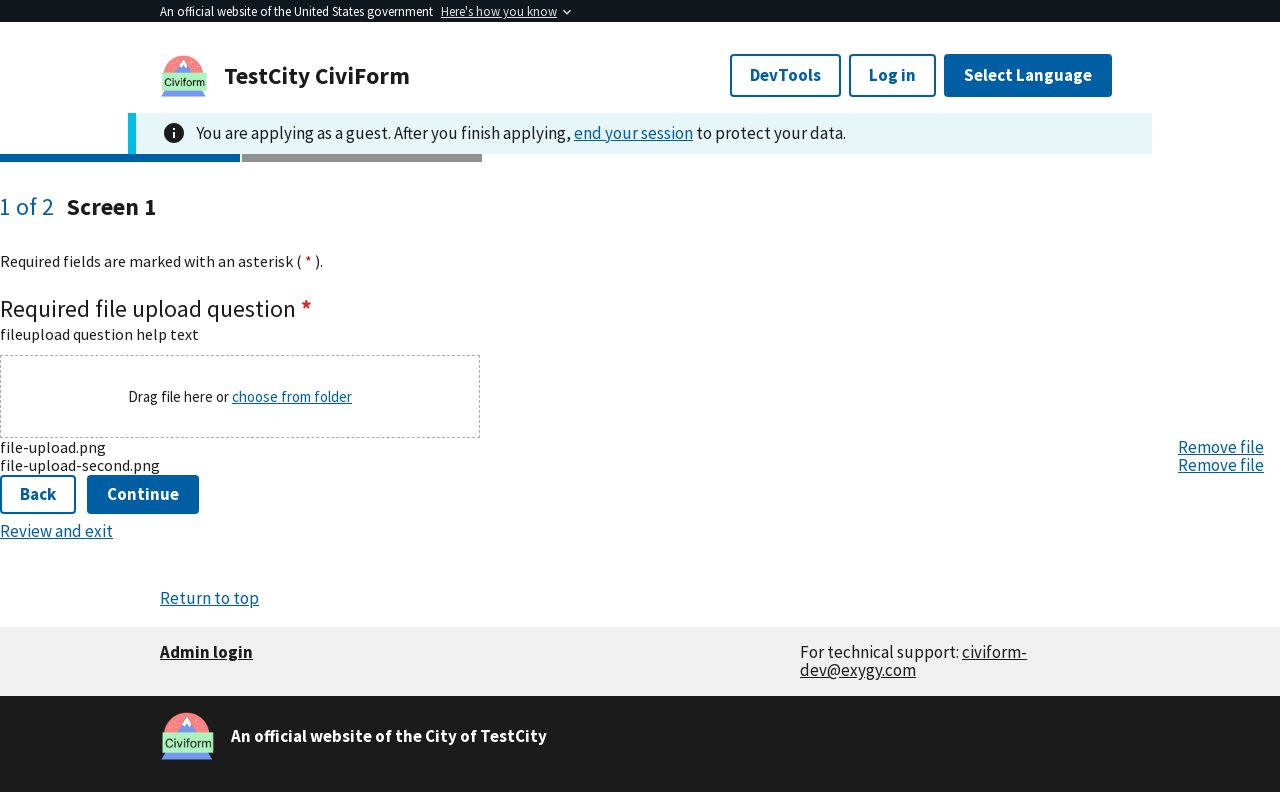 An official website of the United States government Here's how you know
Civiform
TestCity CiviForm
DevTools
Log in
Select Language
You are applying as a guest. After you finish applying, end your session to protect your data.
1 of 2 Screen 1
Required fields are marked with an asterisk ( * ).
Required file upload question *
fileupload question help text
Drag file here or choose from folder
file-upload.png Remove file
file-upload-second.png Remove file
Back
Continue
Review and exit
Return to top
Admin login
For technical support: civiform-
dev@exygy.com
Civiform
An official website of the City of TestCity